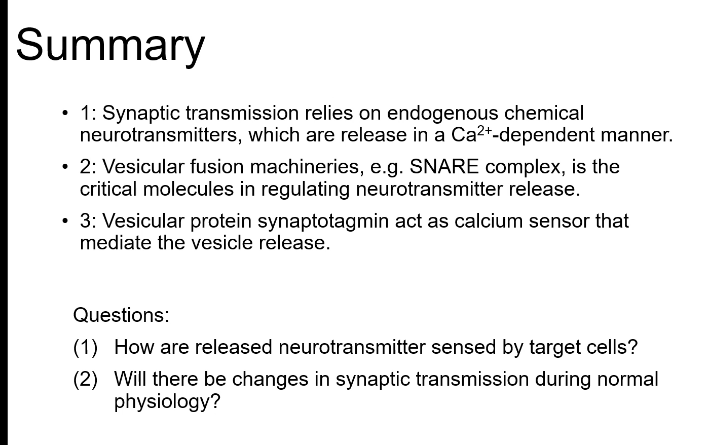 Summary
• 1: Synaptic transmission relies on endogenous chemical
neurotransmitters, which are release in a Ca²⁺-dependent manner.
• 2: Vesicular fusion machineries, e.g. SNARE complex, is the
critical molecules in regulating neurotransmitter release.
• 3: Vesicular protein synaptotagmin act as calcium sensor that
mediate the vesicle release.
Questions:
(1) How are released neurotransmitter sensed by target cells?
(2) Will there be changes in synaptic transmission during normal
physiology?